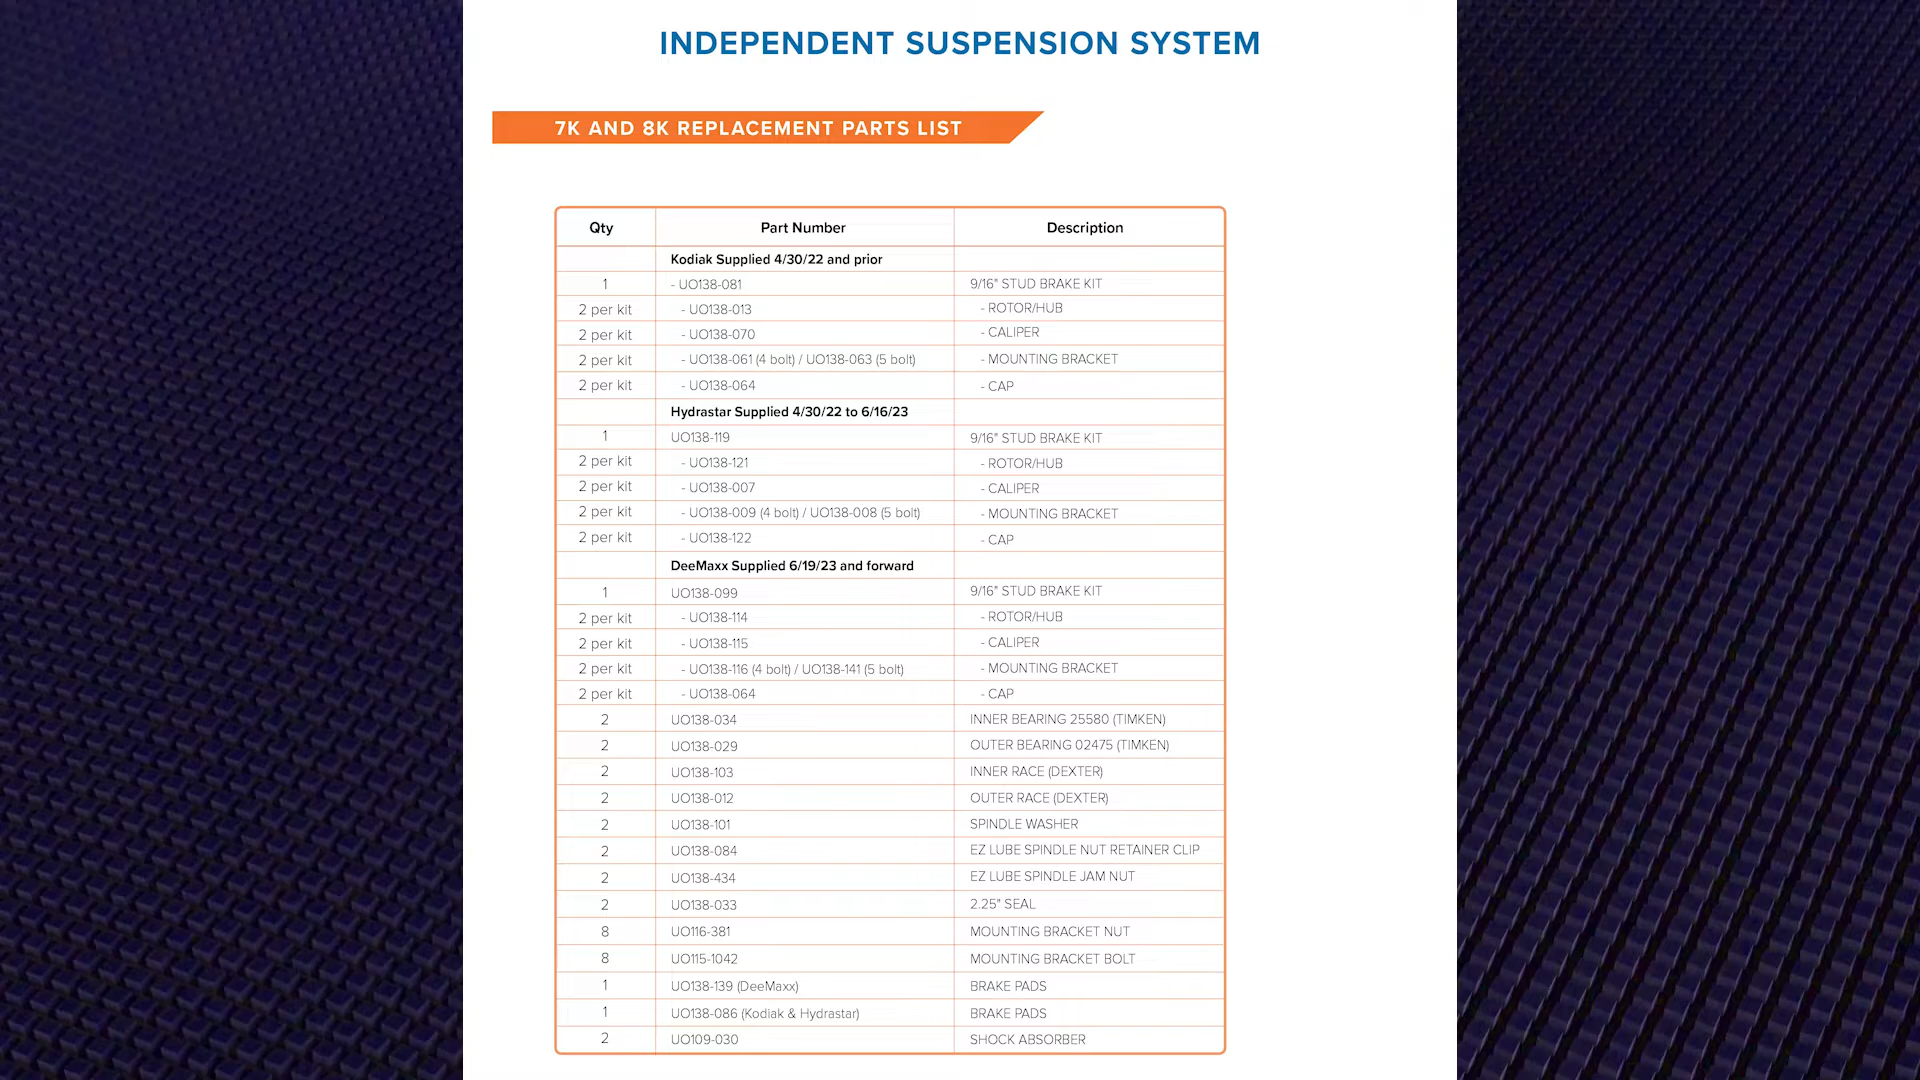 INDEPENDENT SUSPENSION SYSTEM
7K AND 8K REPLACEMENT PARTS LIST
Qty Part Number Description
Kodiak Supplied 4/30/22 and prior
1 - UO138-081 9/16" STUD BRAKE KIT
2 per kit - UO138-013 - ROTOR/HUB
2 per kit - UO138-070 - CALIPER
2 per kit - UO138-061 (4 bolt) / UO138-063 (5 bolt) - MOUNTING BRACKET
2 per kit - UO138-064 - CAP
Hydrastar Supplied 4/30/22 to 6/16/23
1 UO138-119 9/16" STUD BRAKE KIT
2 per kit - UO138-121 - ROTOR/HUB
2 per kit - UO138-007 - CALIPER
2 per kit - UO138-009 (4 bolt) / UO138-008 (5 bolt) - MOUNTING BRACKET
2 per kit - UO138-122 - CAP
DeeMaxx Supplied 6/19/23 and forward
1 UO138-099 9/16" STUD BRAKE KIT
2 per kit - UO138-114 - ROTOR/HUB
2 per kit - UO138-115 - CALIPER
2 per kit - UO138-116 (4 bolt) / UO138-141 (5 bolt) - MOUNTING BRACKET
2 per kit - UO138-064 - CAP
2 UO138-034 INNER BEARING 25580 (TIMKEN)
2 UO138-029 OUTER BEARING 02475 (TIMKEN)
2 UO138-103 INNER RACE (DEXTER)
2 UO138-012 OUTER RACE (DEXTER)
2 UO138-101 SPINDLE WASHER
2 UO138-084 EZ LUBE SPINDLE NUT RETAINER CLIP
2 UO138-434 EZ LUBE SPINDLE JAM NUT
2 UO138-033 2.25" SEAL
8 UO116-381 MOUNTING BRACKET NUT
8 UO115-1042 MOUNTING BRACKET BOLT
1 UO138-139 (DeeMaxx) BRAKE PADS
1 UO138-086 (Kodiak & Hydrastar) BRAKE PADS
2 UO109-030 SHOCK ABSORBER